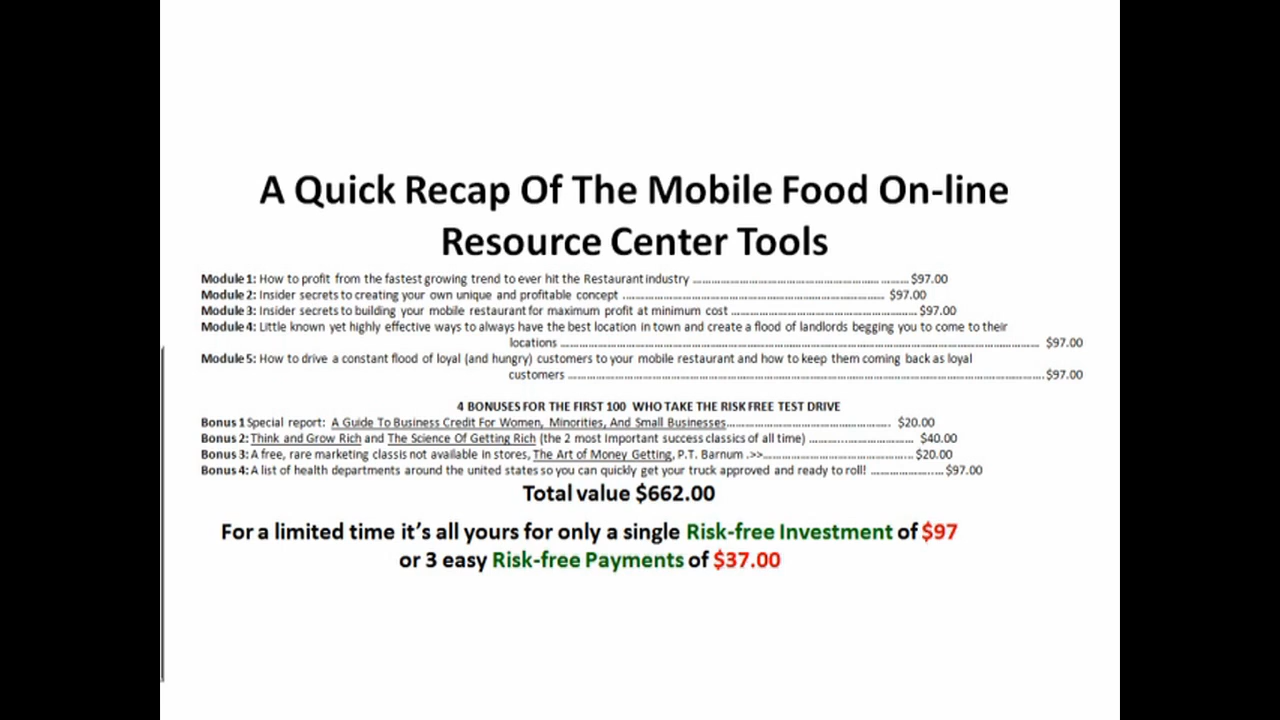 A Quick Recap Of The Mobile Food On-line
Resource Center Tools
Module 1: How to profit from the fastest growing trend to ever hit the Restaurant industry ........................................................ $97.00
Module 2: Insider secrets to creating your own unique and profitable concept ........................................................ $97.00
Module 3: Insider secrets to building your mobile restaurant for maximum profit at minimum cost ........................................ $97.00
Module 4: Little known yet highly effective ways to always have the best location in town and create a flood of landlords begging you to come to their
locations ........................................................................................................ $97.00
Module 5: How to drive a constant flood of loyal (and hungry) customers to your mobile restaurant and how to keep them coming back as loyal
customers ........................................................................................................ $97.00
4 BONUSES FOR THE FIRST 100 WHO TAKE THE RISK FREE TEST DRIVE
Bonus 1 Special report: A Guide To Business Credit For Women, Minorities, And Small Businesses........................................ $20.00
Bonus 2: Think and Grow Rich and The Science Of Getting Rich (the 2 most Important success classics of all time) ........................ $40.00
Bonus 3: A free, rare marketing classis not available in stores, The Art of Money Getting, P.T. Barnum .>>................................ $20.00
Bonus 4: A list of health departments around the united states so you can quickly get your truck approved and ready to roll! .................. $97.00
Total value $662.00
For a limited time it’s all yours for only a single Risk-free Investment of $97
or 3 easy Risk-free Payments of $37.00